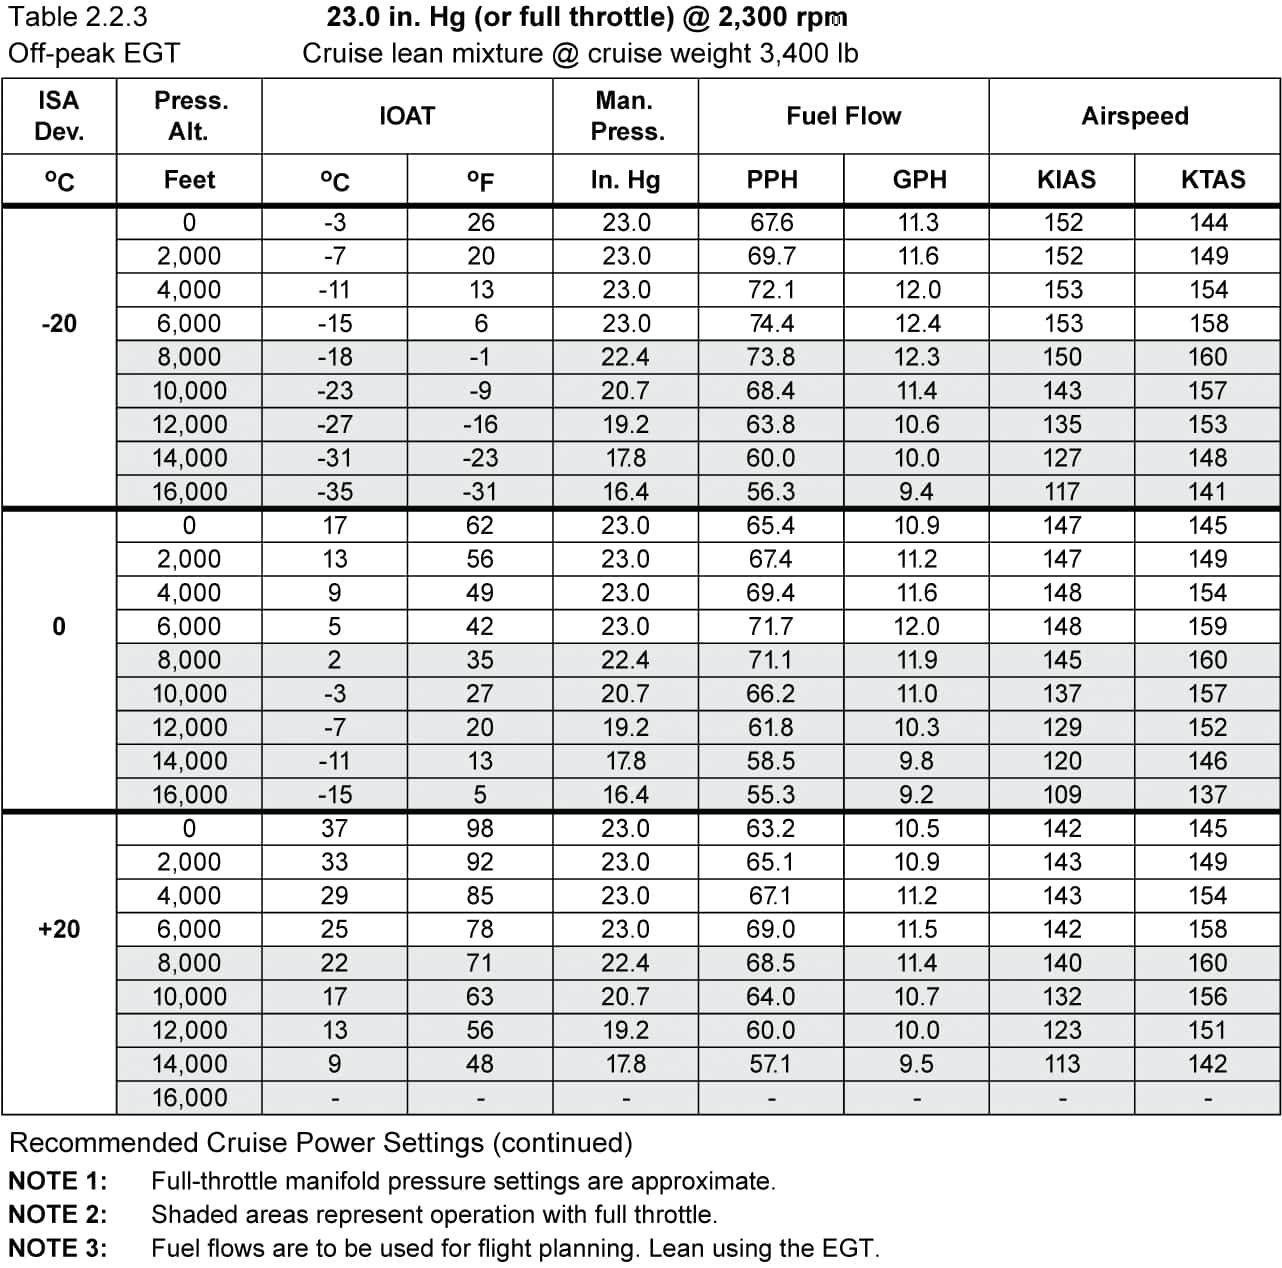 Table 2.2.3 23.0 in. Hg (or full throttle) @ 2,300 rpm
Off-peak EGT Cruise lean mixture @ cruise weight 3,400 lb
ISA Dev. Press. Alt. IOAT Man. Press. Fuel Flow Airspeed
ºC Feet ºC ºF In. Hg PPH GPH KIAS KTAS
0 -3 26 23.0 67.6 11.3 152 144
2,000 -7 20 23.0 69.7 11.6 152 149
4,000 -11 13 23.0 72.1 12.0 153 154
-20 6,000 -15 6 23.0 74.4 12.4 153 158
8,000 -18 -1 22.4 73.8 12.3 150 160
10,000 -23 -9 20.7 68.4 11.4 143 157
12,000 -27 -16 19.2 63.8 10.6 135 153
14,000 -31 -23 17.8 60.0 10.0 127 148
16,000 -35 -31 16.4 56.3 9.4 117 141
0 17 62 23.0 65.4 10.9 147 145
2,000 13 56 23.0 67.4 11.2 147 149
4,000 9 49 23.0 69.4 11.6 148 154
0 6,000 5 42 23.0 71.7 12.0 148 159
8,000 2 35 22.4 71.1 11.9 145 160
10,000 -3 27 20.7 66.2 11.0 137 157
12,000 -7 20 19.2 61.8 10.3 129 152
14,000 -11 13 17.8 58.5 9.8 120 146
16,000 -15 5 16.4 55.3 9.2 109 137
0 37 98 23.0 63.2 10.5 142 145
2,000 33 92 23.0 65.1 10.9 143 149
4,000 29 85 23.0 67.1 11.2 143 154
+20 6,000 25 78 23.0 69.0 11.5 142 158
8,000 22 71 22.4 68.5 11.4 140 160
10,000 17 63 20.7 64.0 10.7 132 156
12,000 13 56 19.2 60.0 10.0 123 151
14,000 9 48 17.8 57.1 9.5 113 142
16,000 - - - - - - -
Recommended Cruise Power Settings (continued)
NOTE 1: Full-throttle manifold pressure settings are approximate.
NOTE 2: Shaded areas represent operation with full throttle.
NOTE 3: Fuel flows are to be used for flight planning. Lean using the EGT.